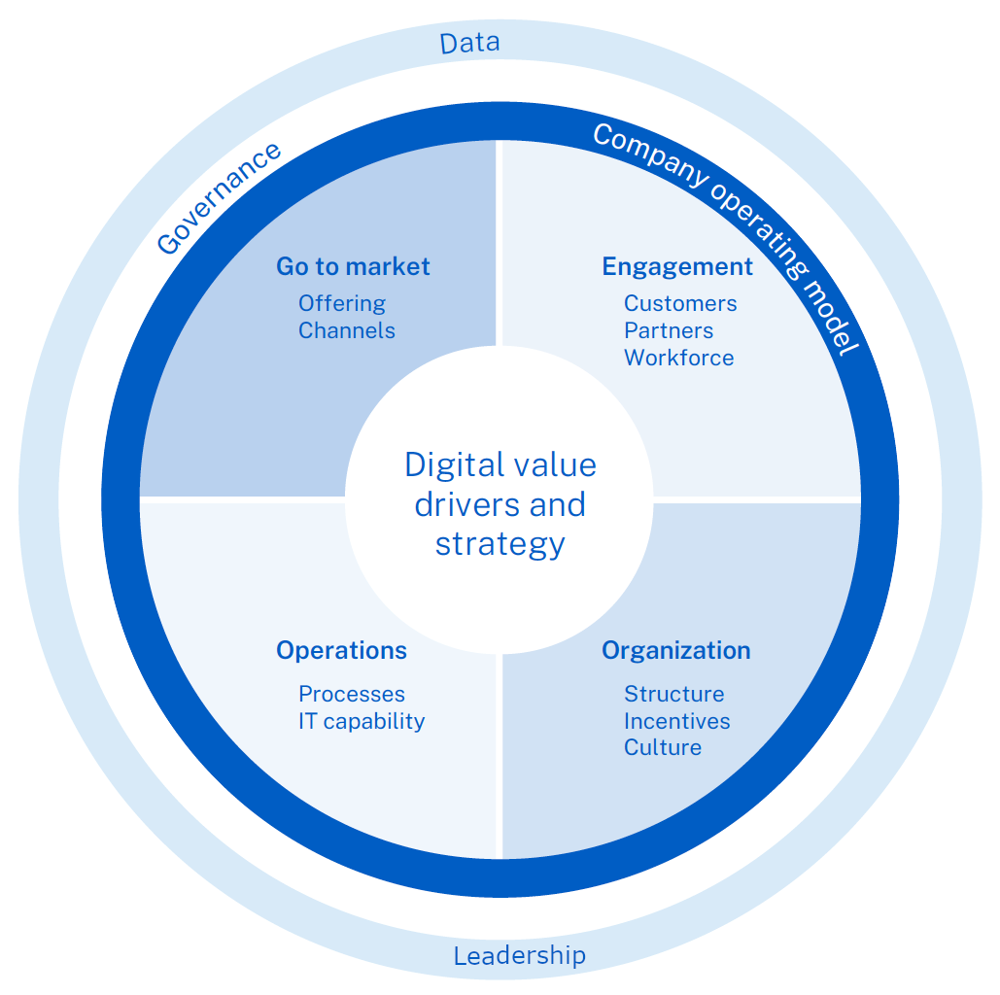 Data
Governance
Company operating model
Go to market
Offering
Channels
Engagement
Customers
Partners
Workforce
Digital value
drivers and
strategy
Operations
Processes
IT capability
Organization
Structure
Incentives
Culture
Leadership